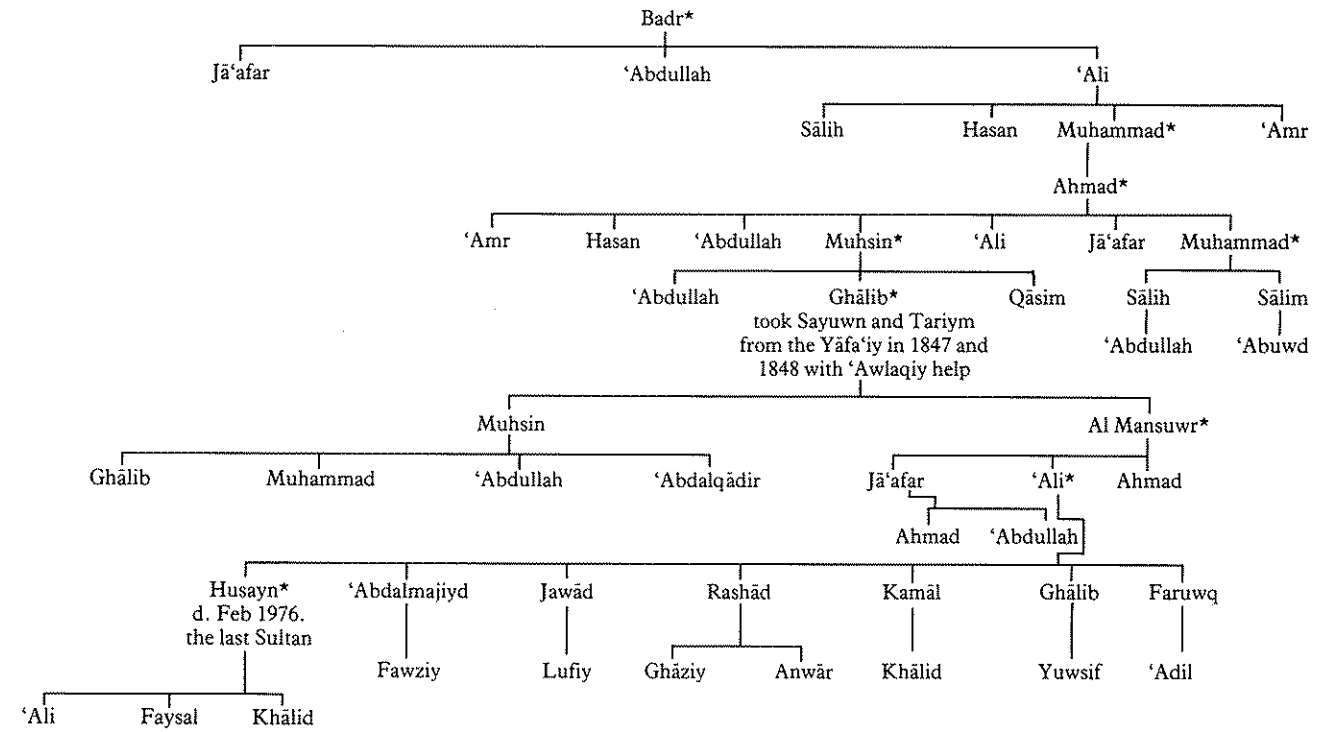 Badr*
Jā‘afar ‘Abdullah ‘Ali
Sālih Hasan Muhammad* ‘Amr
Ahmad*
‘Amr Hasan ‘Abdullah Muhsin* ‘Ali Jā‘afar Muhammad*
‘Abdullah Ghālib* Qāsim Sālih Sālim
took Sayuwn and Tariym
from the Yāfa‘iy in 1847 and ‘Abdullah ‘Abuwd
1848 with ‘Awlaqiy help
Muhsin Al Mansuwr*
Ghālib Muhammad ‘Abdullah ‘Abdalqādir Jā‘afar ‘Ali* Ahmad
Ahmad ‘Abdullah
Husayn* ‘Abdalmajiyd Jawād Rashād Kamāl Ghālib Faruwq
d. Feb 1976.
the last Sultan
Fawziy Lufiy Ghāziy Anwār Khālid Yuwsif ‘Adil
‘Ali Faysal Khālid